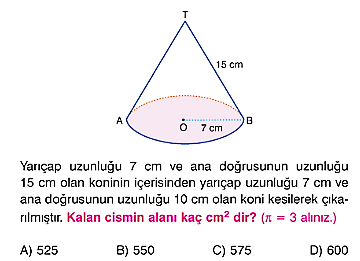 T
15 cm
A
B
O
7 cm
Yarıçap uzunluğu 7 cm ve ana doğrusunun uzunluğu
15 cm olan koninin içerisinden yarıçap uzunluğu 7 cm ve
ana doğrusunun uzunluğu 10 cm olan koni kesilerek çıka-
rılmıştır. Kalan cismin alanı kaç cm² dir? (π = 3 alınız.)
A) 525 B) 550 C) 575 D) 600